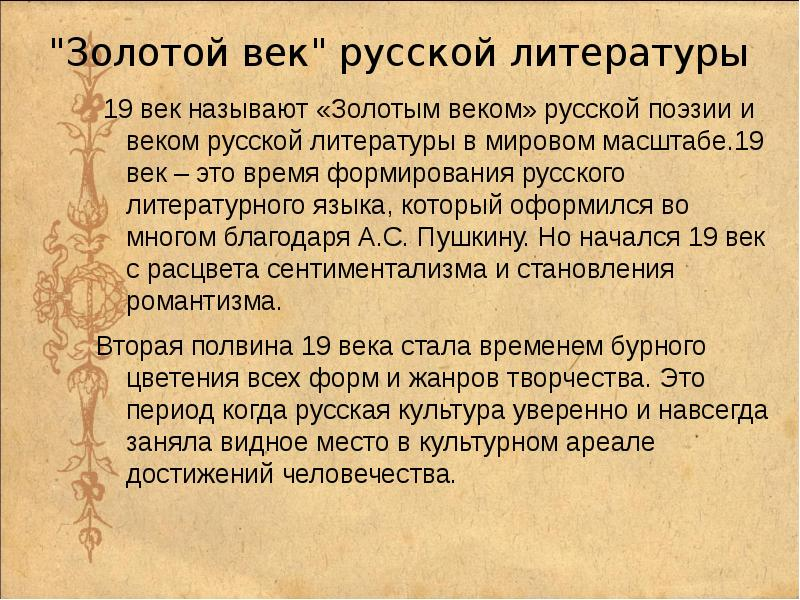 "Золотой век" русской литературы
19 век называют «Золотым веком» русской поэзии и
веком русской литературы в мировом масштабе.19
век – это время формирования русского
литературного языка, который оформился во
многом благодаря А.С. Пушкину. Но начался 19 век
с расцвета сентиментализма и становления
романтизма.
Вторая полвина 19 века стала временем бурного
цветения всех форм и жанров творчества. Это
период когда русская культура уверенно и навсегда
заняла видное место в культурном ареале
достижений человечества.